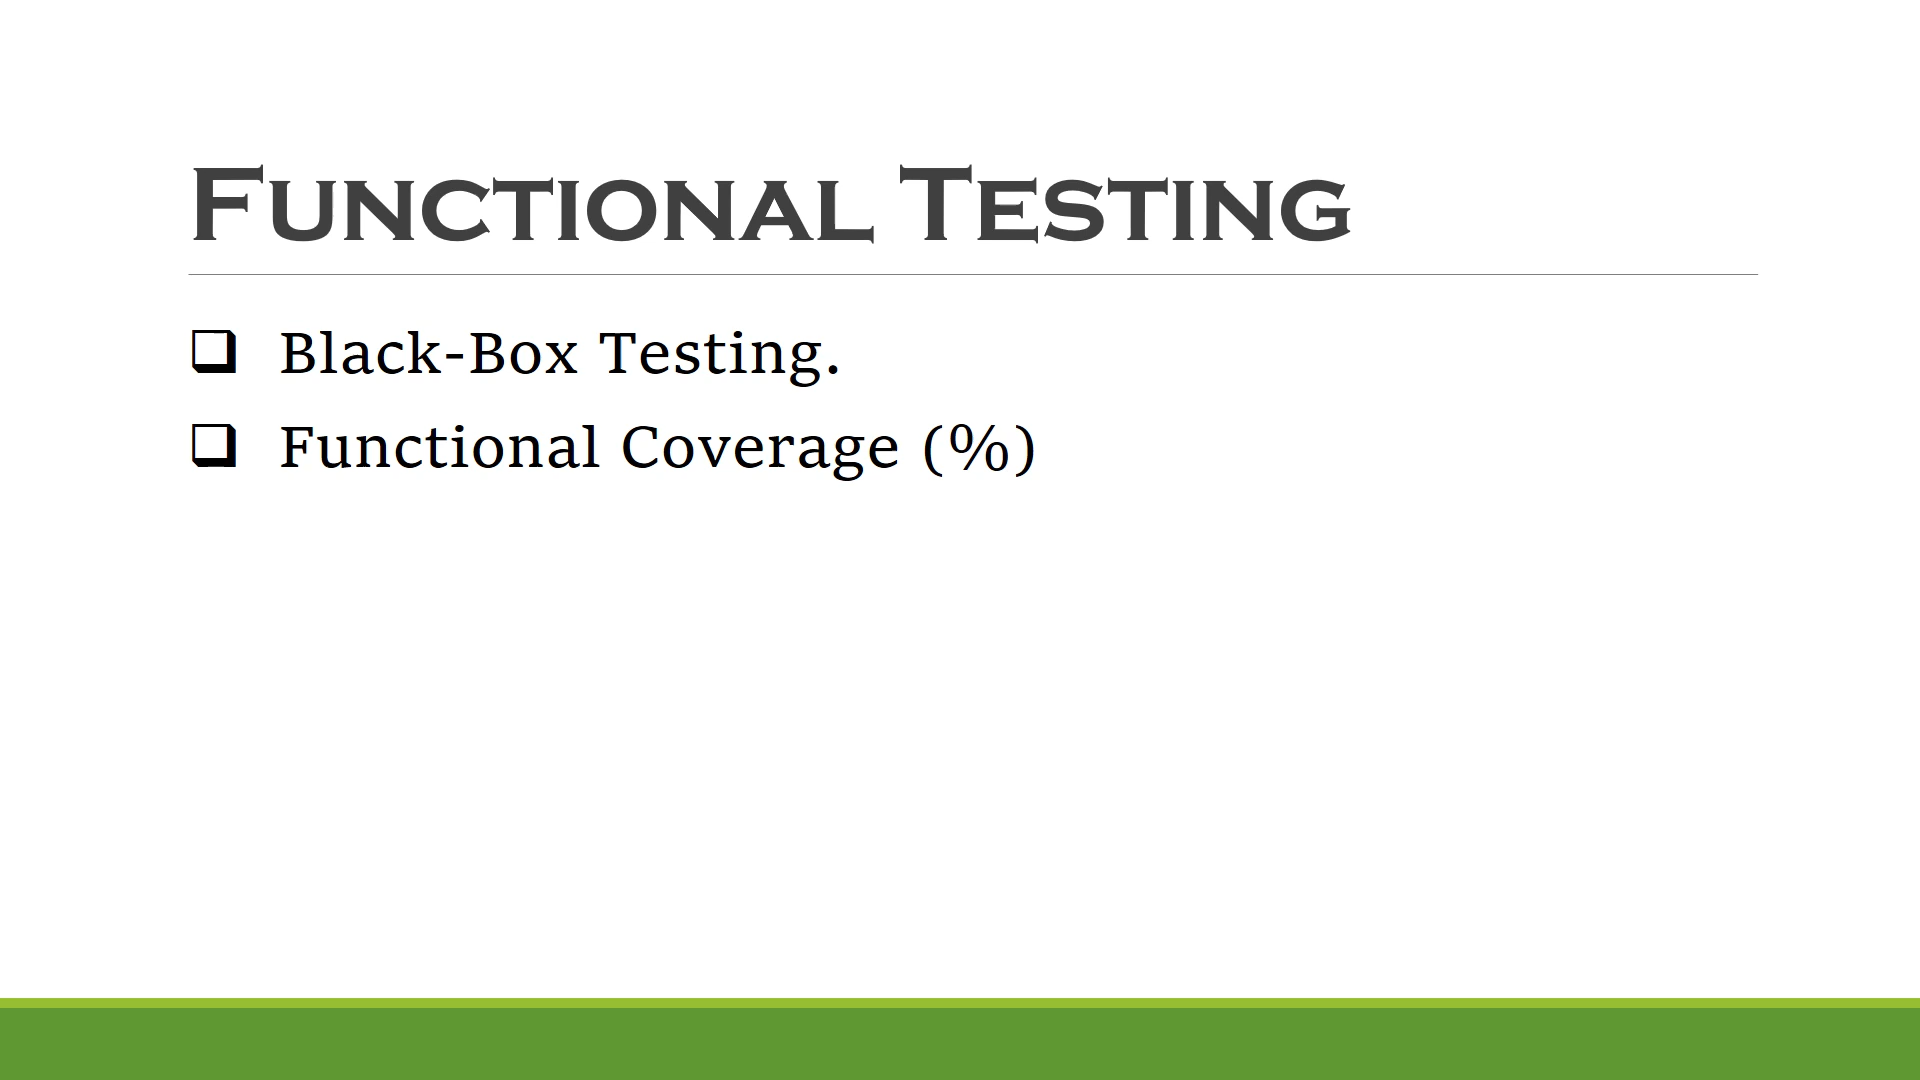 Functional Testing
❑ Black-Box Testing.
❑ Functional Coverage (%)